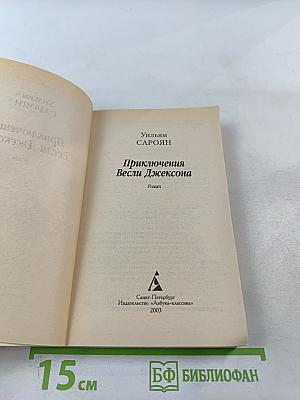 Уильям
САРОЯН
Приключения
Весли Джексона
Роман
Санкт-Петербург
Издательство «Азбука-классика»
2003
15 см
БФ БИБЛИОФАН